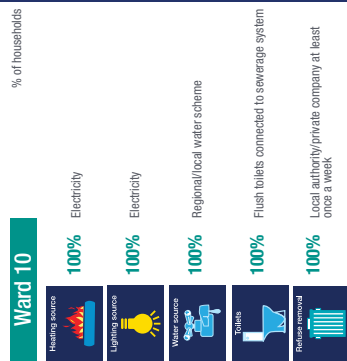 Ward 10
% of households
Heating source
100%
Electricity
Lighting source
100%
Electricity
Water source
100%
Regional/local water scheme
Toilets
100%
Flush toilets connected to sewerage system
Refuse removal
100%
Local authority/private company at least
once a week